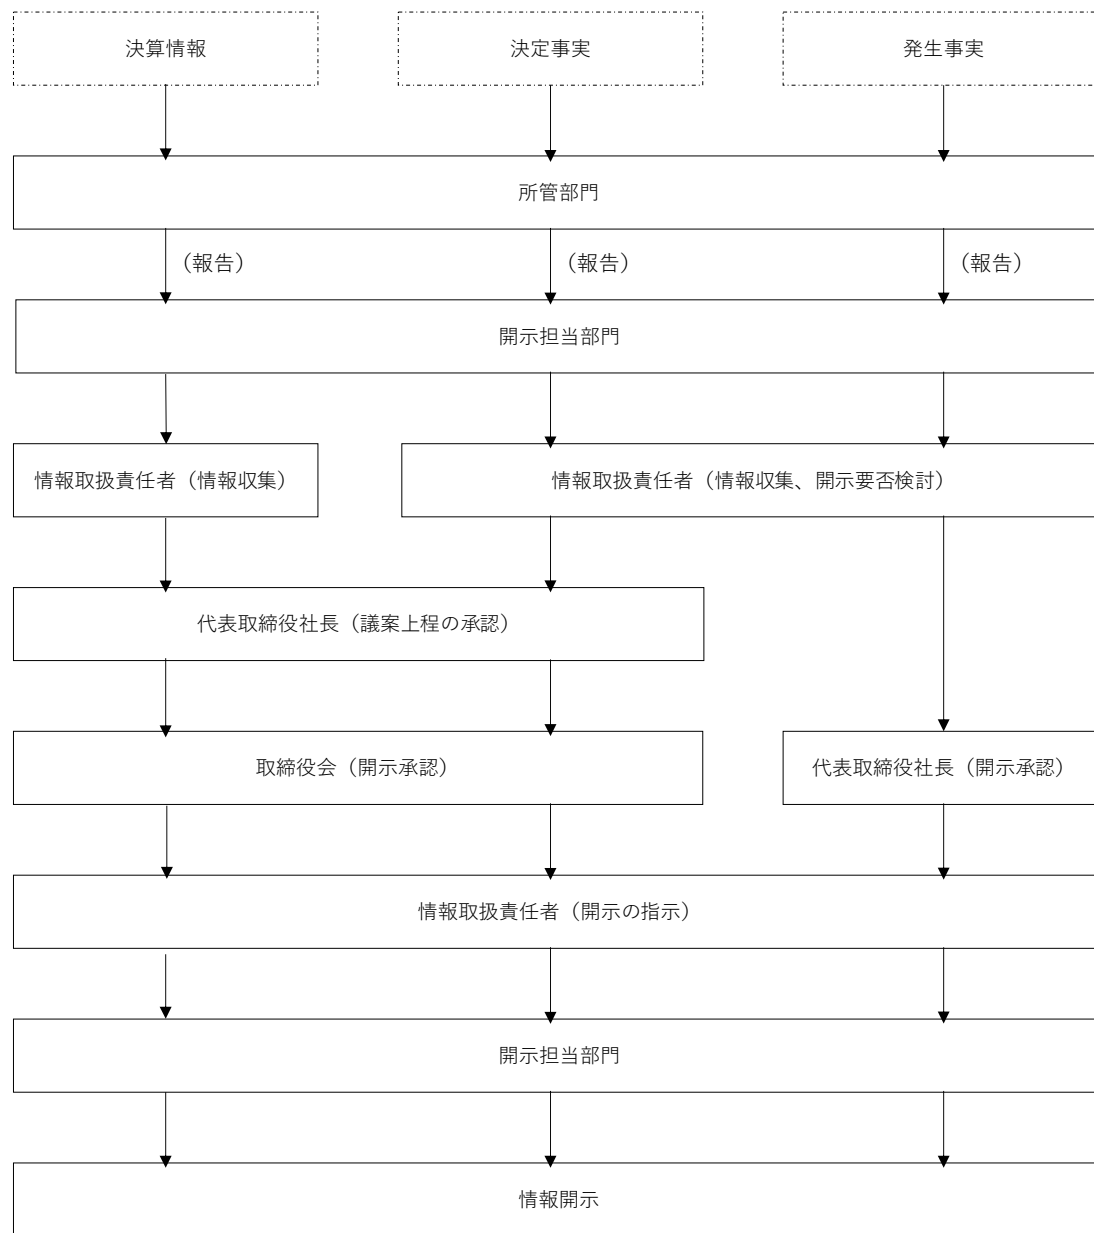 決算情報
決定事実
発生事実
所管部門
（報告）
（報告）
（報告）
開示担当部門
情報取扱責任者（情報収集）
情報取扱責任者（情報収集、開示要否検討）
代表取締役社長（議案上程の承認）
取締役会（開示承認）
代表取締役社長（開示承認）
情報取扱責任者（開示の指示）
開示担当部門
情報開示